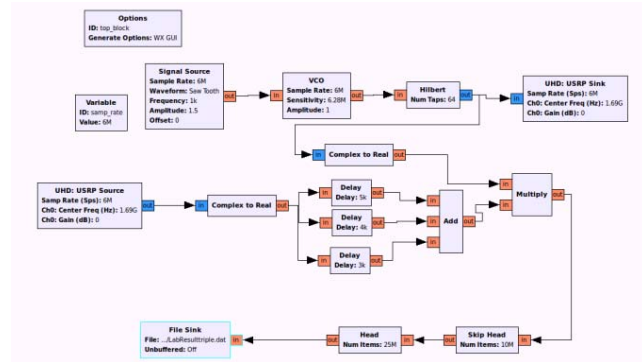 Options
ID: top_block
Generate Options: WX GUI
Variable
ID: samp_rate
Value: 6M
Signal Source
Sample Rate: 6M
Waveform: Saw Tooth
Frequency: 1k
Amplitude: 1.5
Offset: 0
out
in
VCO
Sample Rate: 6M
Sensitivity: 6.28M
Amplitude: 1
out
in
Hilbert
Num Taps: 64
out
in
UHD: USRP Sink
Samp Rate (Sps): 6M
Ch0: Center Freq (Hz): 1.69G
Ch0: Gain (dB): 0
in
Complex to Real
out
UHD: USRP Source
Samp Rate (Sps): 6M
Ch0: Center Freq (Hz): 1.69G
Ch0: Gain (dB): 0
out
in
Complex to Real
out
in
Delay
Delay: 5k
out
in
Delay
Delay: 4k
out
in
Delay
Delay: 3k
out
in
in
in
Add
out
in
in
Multiply
out
File Sink
File: .../LabResulttriple.dat
Unbuffered: Off
in
out
Head
Num Items: 25M
in
out
Skip Head
Num Items: 10M
in